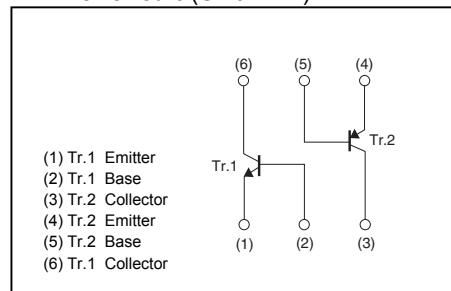 (6) (5) (4)
Tr.2
Tr.1
(1) Tr.1 Emitter
(2) Tr.1 Base
(3) Tr.2 Collector
(4) Tr.2 Emitter
(5) Tr.2 Base
(6) Tr.1 Collector
(1) (2) (3)